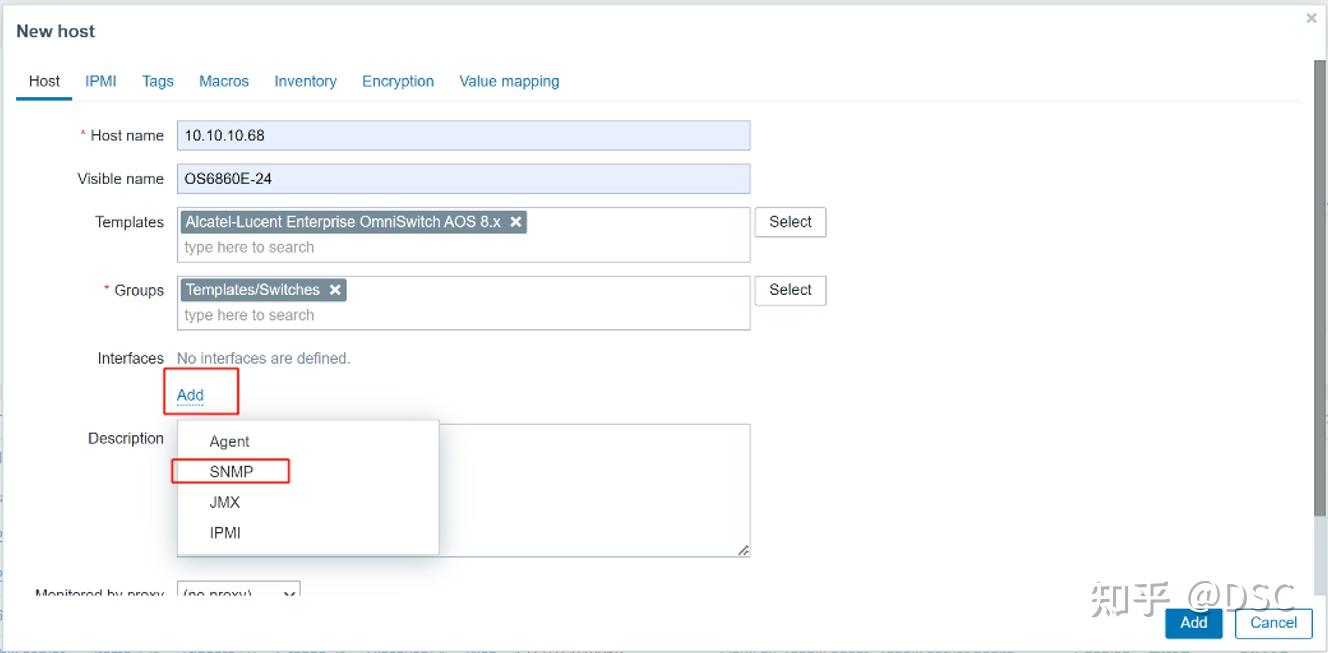 New host
Host IPMI Tags Macros Inventory Encryption Value mapping
* Host name 10.10.10.68
Visible name OS6860E-24
Templates Alcatel-Lucent Enterprise OmniSwitch AOS 8.x Select
type here to search
* Groups Templates/Switches Select
type here to search
Interfaces No interfaces are defined.
Add
Description
Agent
SNMP
JMX
IPMI
Monitored by proxy (no proxy)
知乎 @DSC
Add Cancel